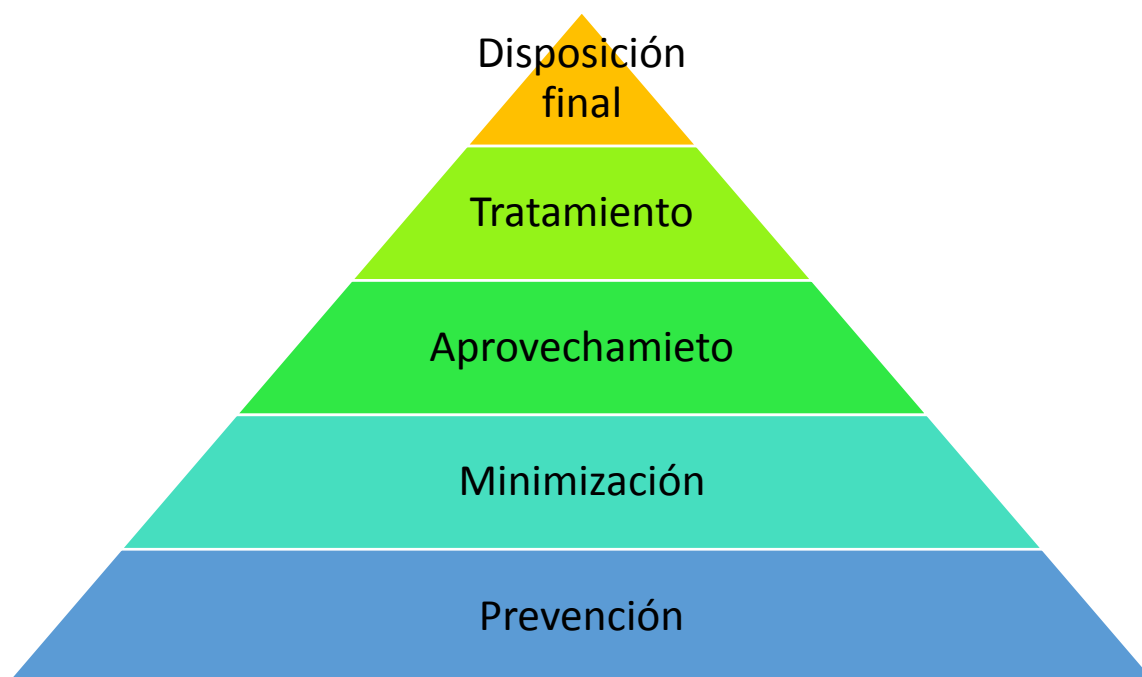 Disposición
final
Tratamiento
Aprovechamieto
Minimización
Prevención